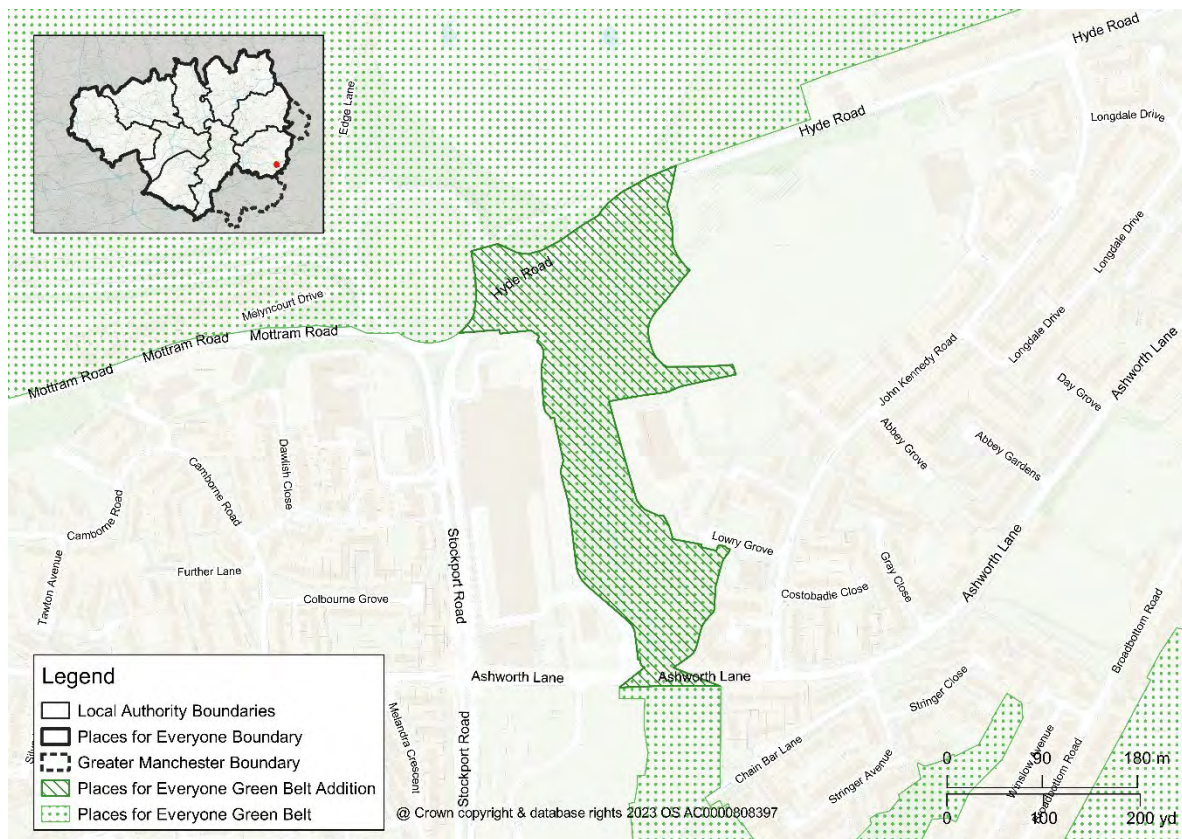 Hyde Road
Edge Lane
Longdale Drive
Hyde Road
Longdale Drive
Hyde Road
Melyncourt Drive
Mottram Road
Mottram Road
Mottram Road
Longdale Drive
John Kennedy Road
Ashworth Lane
Day Grove
Abbey Grove
Abbey Gardens
Dawlish Close
Camborne Road
Camborne Road
Stockport Road
Lowry Grove
Gray Close
Ashworth Lane
Tawton Avenue
Further Lane
Colbourne Grove
Costobadie Close
Broadbottom Road
Ashworth Lane
Ashworth Lane
Stringer Close
Melandra Crescent
Stockport Road
Chain Bar Lane
Stringer Avenue
Winslow Avenue
Broadbottom Road
Legend
Local Authority Boundaries
Places for Everyone Boundary
Greater Manchester Boundary
Places for Everyone Green Belt Addition
Places for Everyone Green Belt
0 90 180 m
0 100 200 yd
@ Crown copyright & database rights 2023 OS AC0000808397